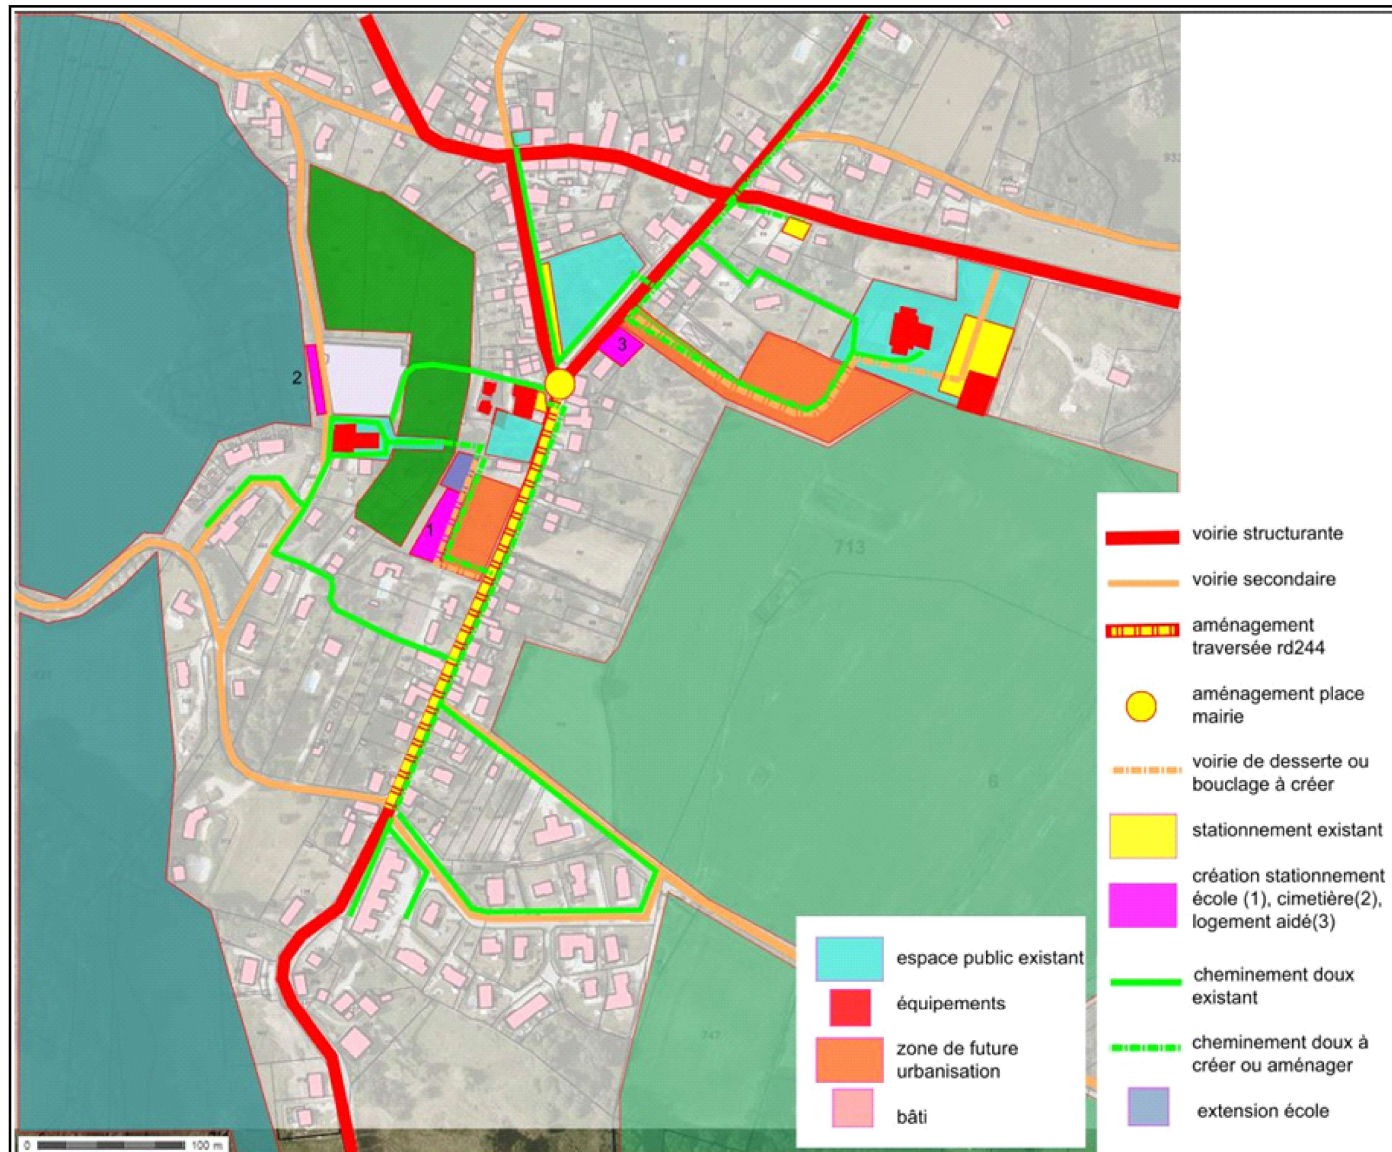 2
3
1
713
6
747
voirie structurante
voirie secondaire
aménagement
traversée rd244
aménagement place
mairie
voirie de desserte ou
bouclage à créer
stationnement existant
création stationnement
école (1), cimetière(2),
logement aidé(3)
cheminement doux
existant
cheminement doux à
créer ou aménager
extension école
espace public existant
équipements
zone de future
urbanisation
bâti
0 100 m